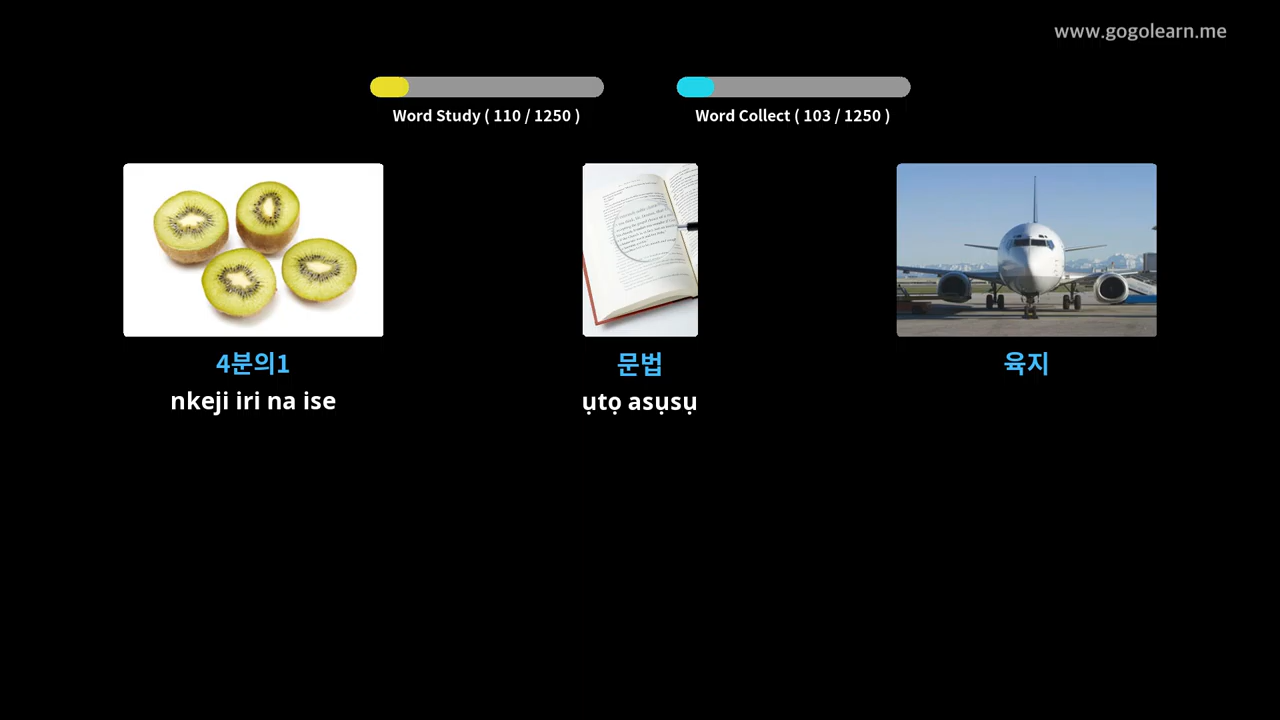 www.gogolearn.me
Word Study ( 110 / 1250 )
Word Collect ( 103 / 1250 )
4분의1
nkeji iri na ise
문법
ụtọ asụsụ
육지